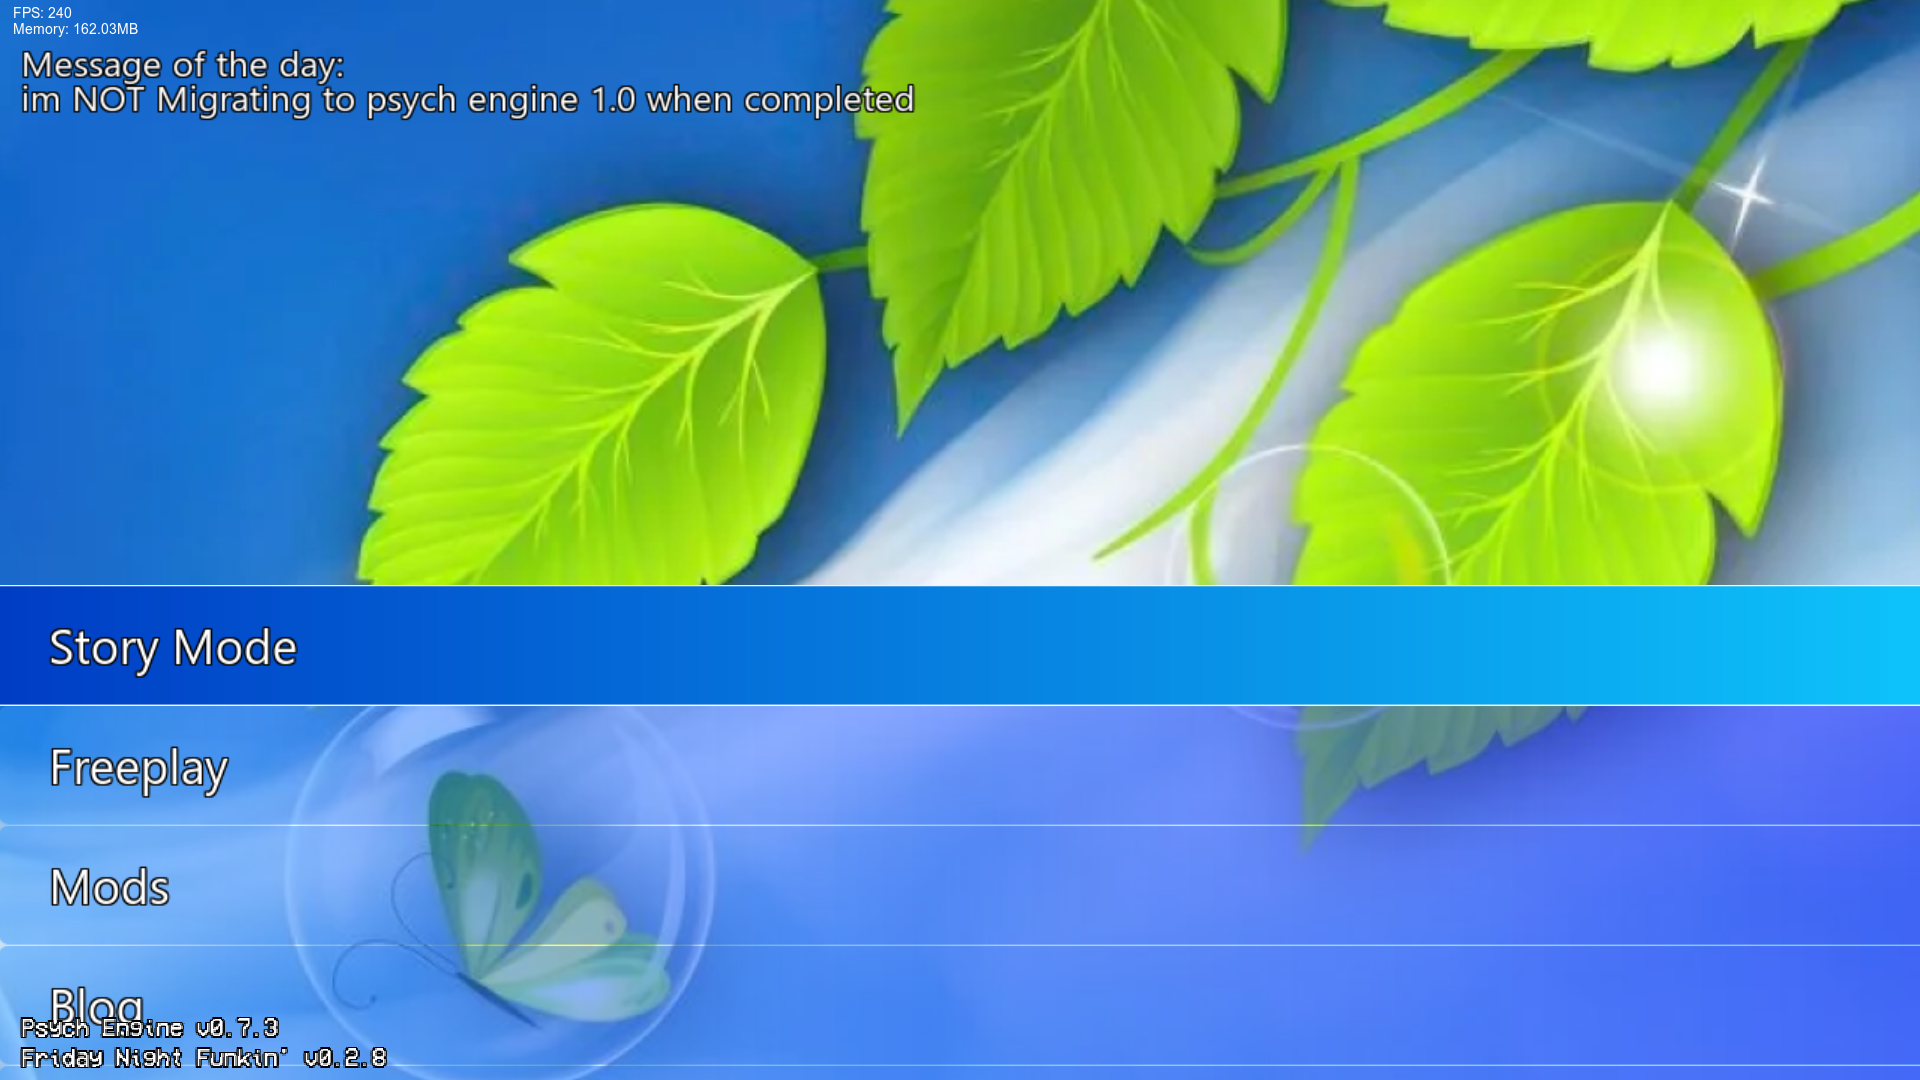 FPS: 240
Memory: 162.03MB
Message of the day:
im NOT Migrating to psych engine 1.0 when completed
Story Mode
Freeplay
Mods
Blog
Psych Engine v0.7.3
Friday Night Funkin' v0.2.8